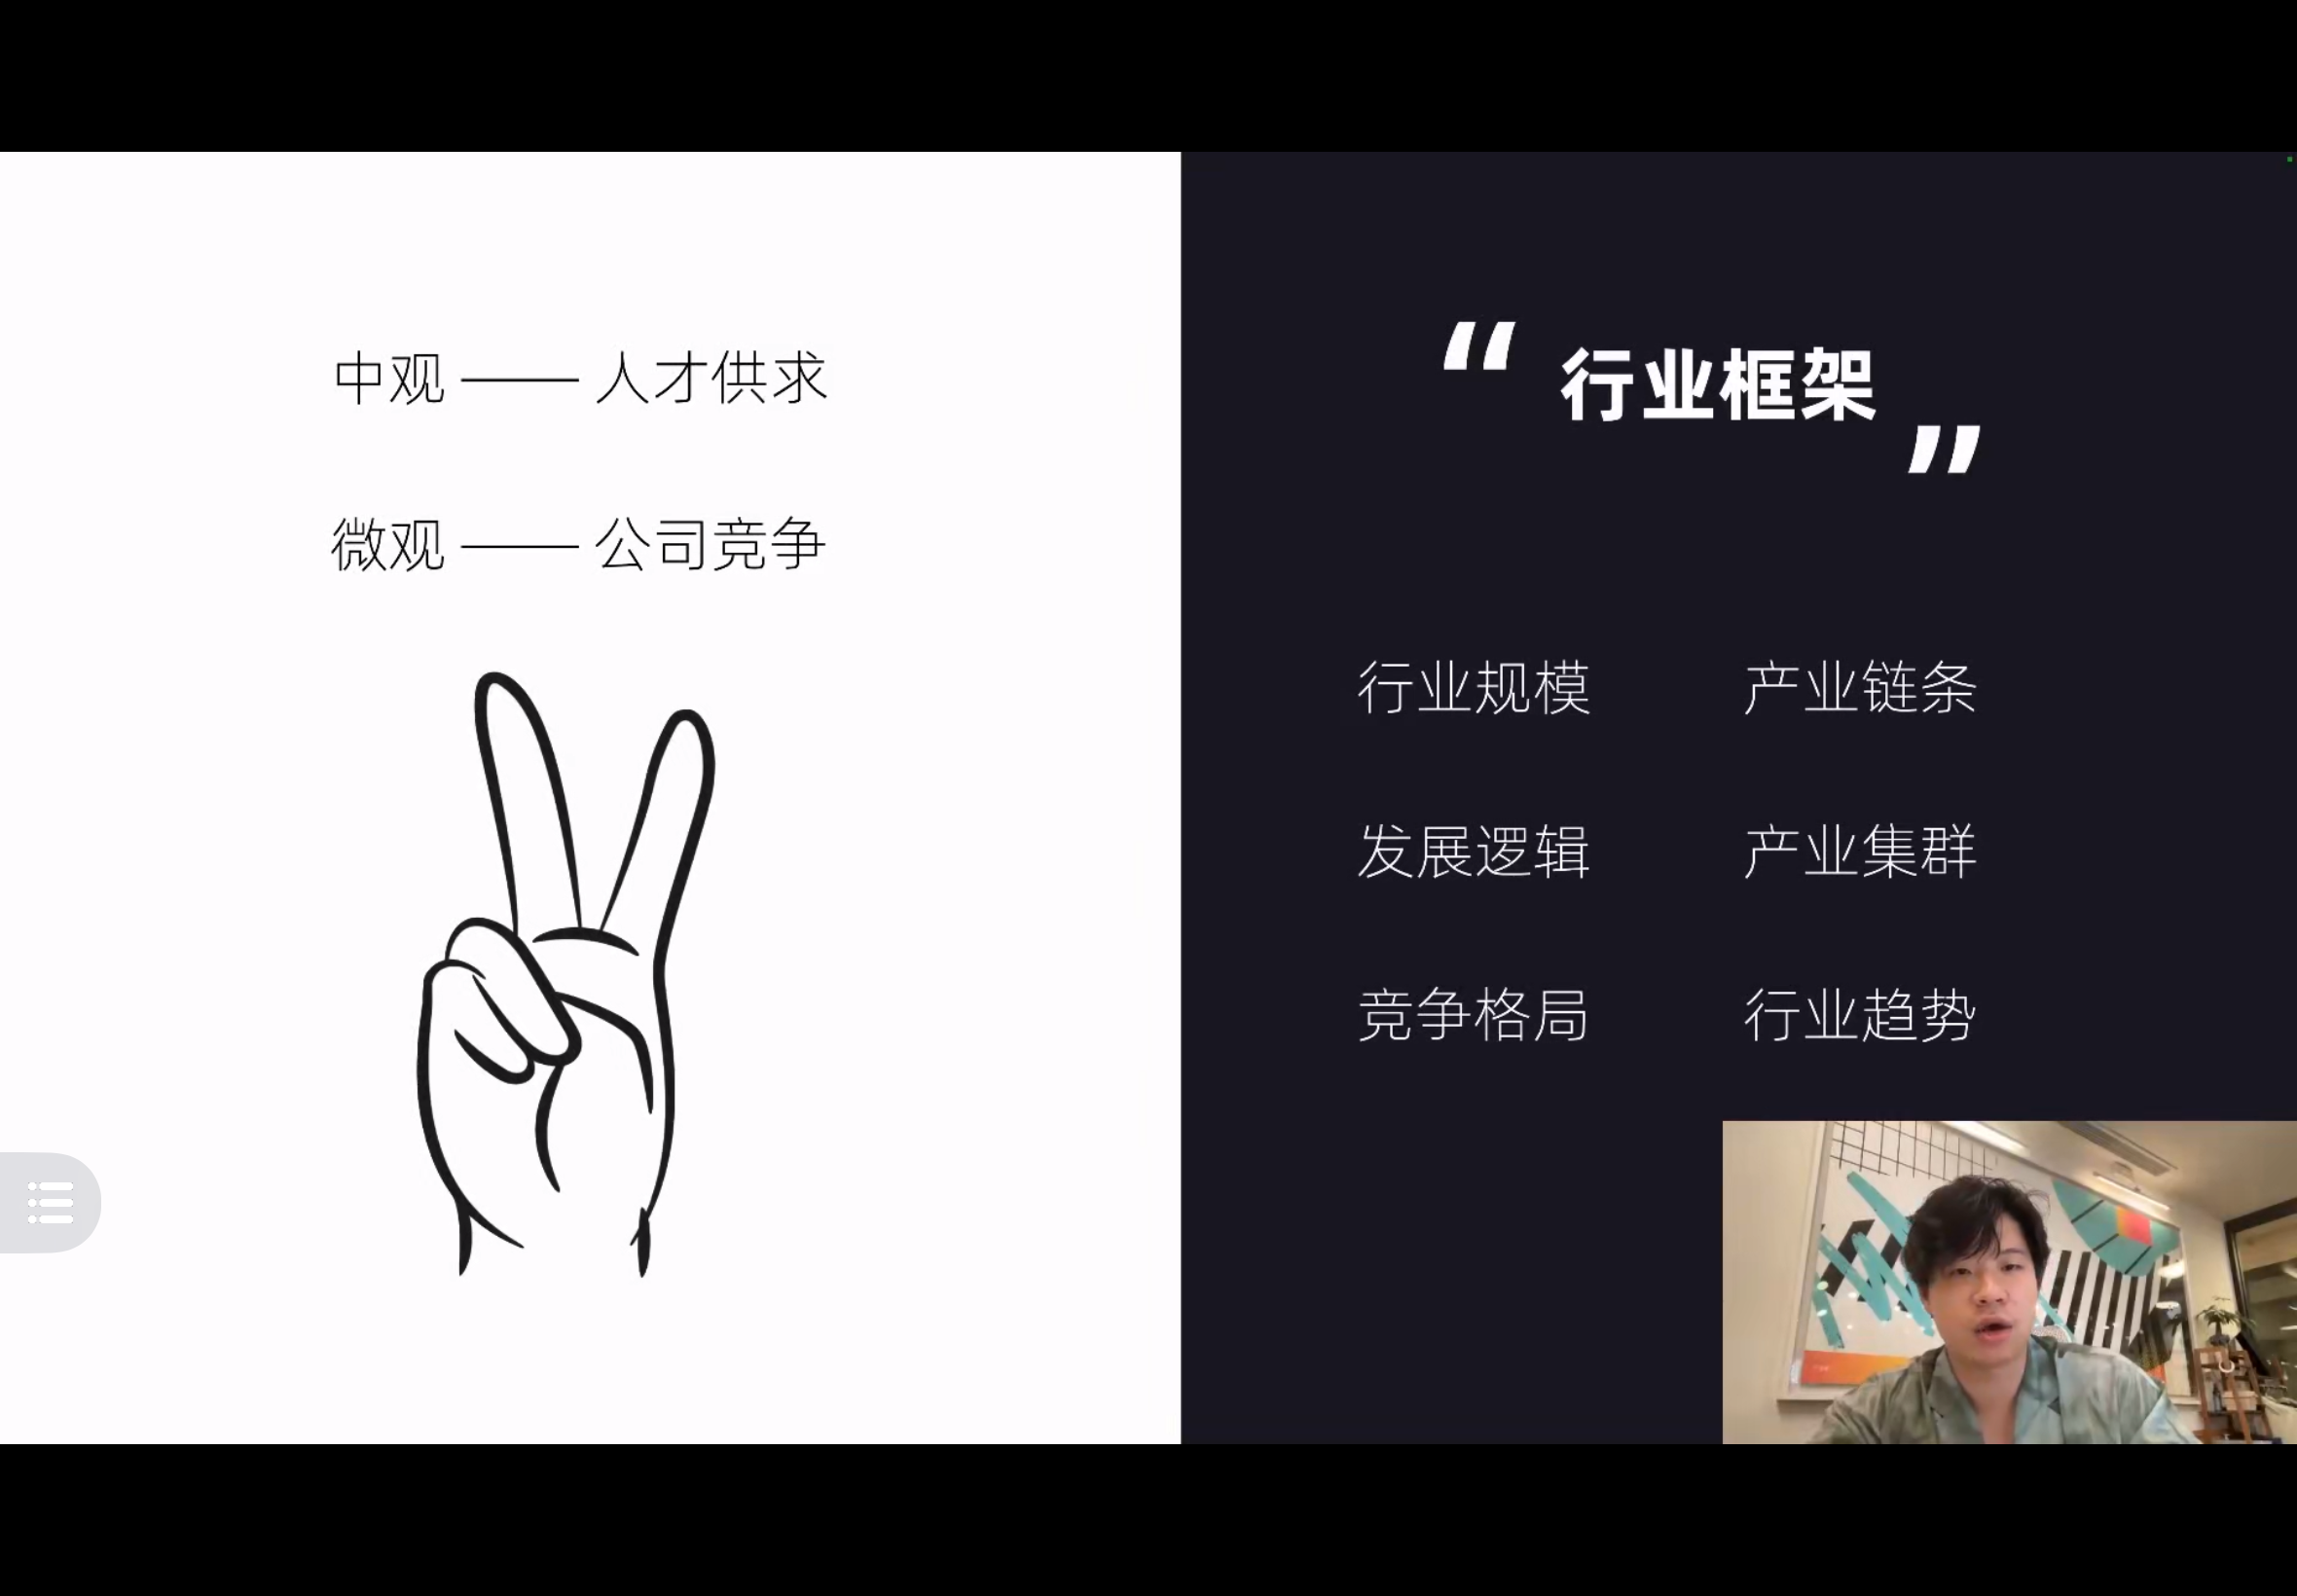 中观 —— 人才供求
微观 —— 公司竞争
“ 行业框架 ”
行业规模 产业链条
发展逻辑 产业集群
竞争格局 行业趋势